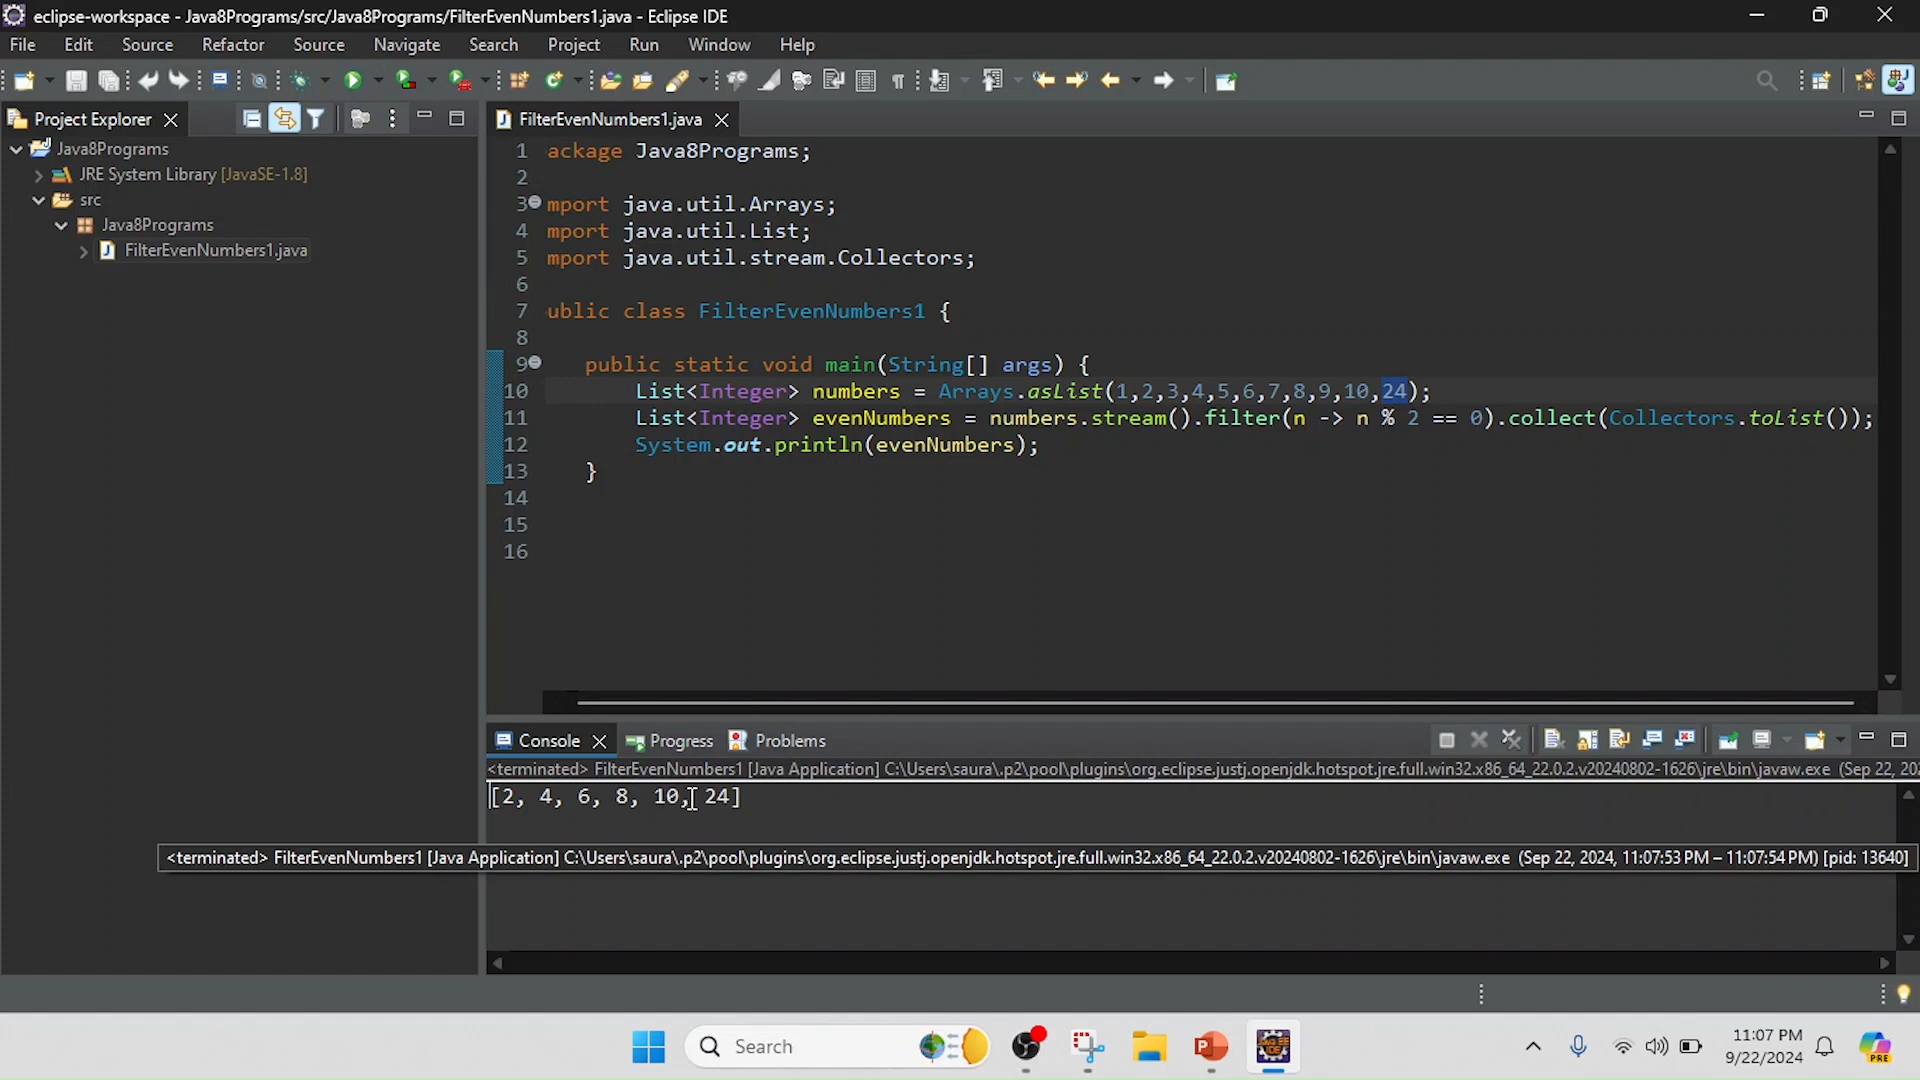 eclipse-workspace - Java8Programs/src/Java8Programs/FilterEvenNumbers1.java - Eclipse IDE
File Edit Source Refactor Source Navigate Search Project Run Window Help
Project Explorer
Java8Programs
JRE System Library [JavaSE-1.8]
src
Java8Programs
FilterEvenNumbers1.java
FilterEvenNumbers1.java
1 ackage Java8Programs;
2
3 mport java.util.Arrays;
4 mport java.util.List;
5 mport java.util.stream.Collectors;
6
7 ublic class FilterEvenNumbers1 {
8
9 public static void main(String[] args) {
10 List<Integer> numbers = Arrays.asList(1,2,3,4,5,6,7,8,9,10,24);
11 List<Integer> evenNumbers = numbers.stream().filter(n -> n % 2 == 0).collect(Collectors.toList());
12 System.out.println(evenNumbers);
13 }
14
15
16
Console Progress Problems
<terminated> FilterEvenNumbers1 [Java Application] C:\Users\saura\.p2\pool\plugins\org.eclipse.justj.openjdk.hotspot.jre.full.win32.x86_64_22.0.2.v20240802-1626\jre\bin\javaw.exe (Sep 22, 20
[2, 4, 6, 8, 10, 24]
<terminated> FilterEvenNumbers1 [Java Application] C:\Users\saura\.p2\pool\plugins\org.eclipse.justj.openjdk.hotspot.jre.full.win32.x86_64_22.0.2.v20240802-1626\jre\bin\javaw.exe (Sep 22, 2024, 11:07:53 PM – 11:07:54 PM) [pid: 13640]
Search
11:07 PM
9/22/2024
PRE